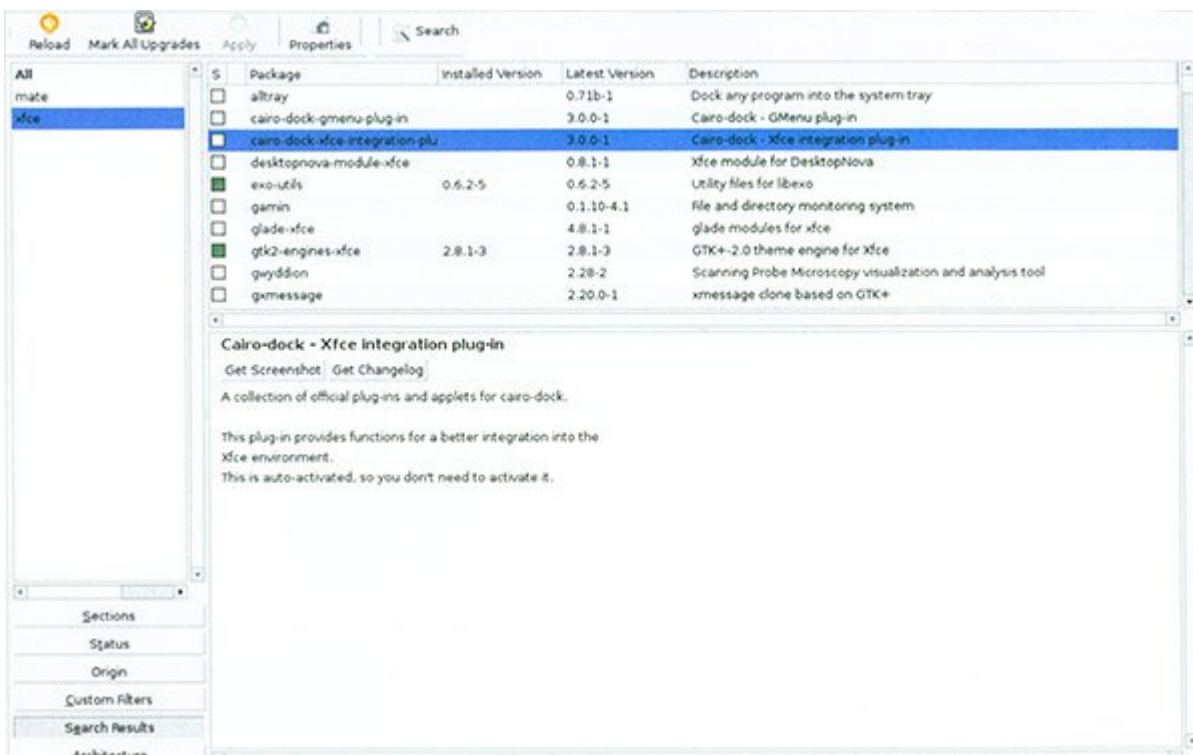 Reload Mark All Upgrades Apply Properties Search
All
mate
xfce
S Package Installed Version Latest Version Description
alltray 0.71b-1 Dock any program into the system tray
cairo-dock-gmenu-plug-in 3.0.0-1 Cairo-dock - GMenu plug-in
cairo-dock-xfce-integration-plu 3.0.0-1 Cairo-dock - Xfce integration plug-in
desktopnova-module-xfce 0.8.1-1 Xfce module for DesktopNova
exo-utils 0.6.2-5 0.6.2-5 Utility files for libexo
gamin 0.1.10-4.1 File and directory monitoring system
glade-xfce 4.8.1-1 glade modules for xfce
gtk2-engines-xfce 2.8.1-3 2.8.1-3 GTK+-2.0 theme engine for Xfce
gwyddion 2.28-2 Scanning Probe Microscopy visualization and analysis tool
gxmessage 2.20.0-1 xmessage clone based on GTK+
Cairo-dock - Xfce integration plug-in
Get Screenshot Get Changelog
A collection of official plug-ins and applets for cairo-dock.
This plug-in provides functions for a better integration into the
Xfce environment.
This is auto-activated, so you don't need to activate it.
Sections
Status
Origin
Custom Filters
Search Results
Architecture